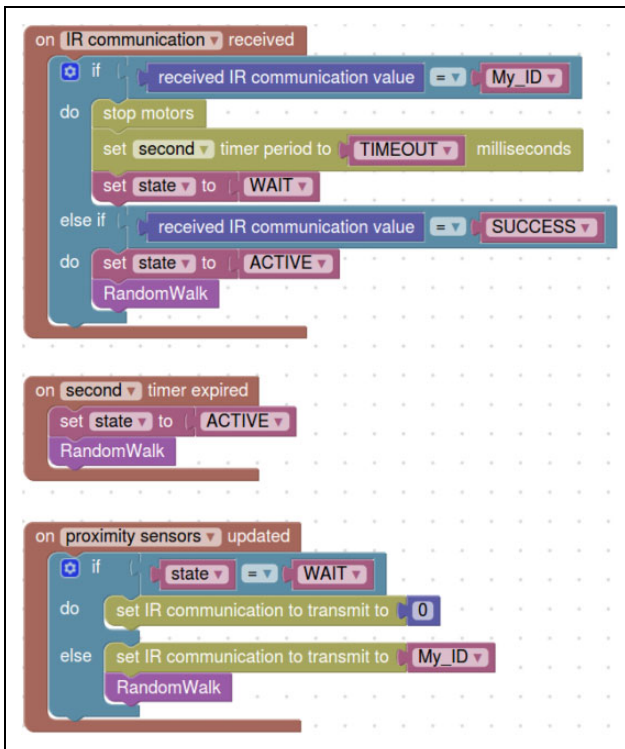 on IR communication received
if received IR communication value = My_ID
do stop motors
set second timer period to TIMEOUT milliseconds
set state to WAIT
else if received IR communication value = SUCCESS
do set state to ACTIVE
RandomWalk
on second timer expired
set state to ACTIVE
RandomWalk
on proximity sensors updated
if state = WAIT
do set IR communication to transmit to 0
else set IR communication to transmit to My_ID
RandomWalk